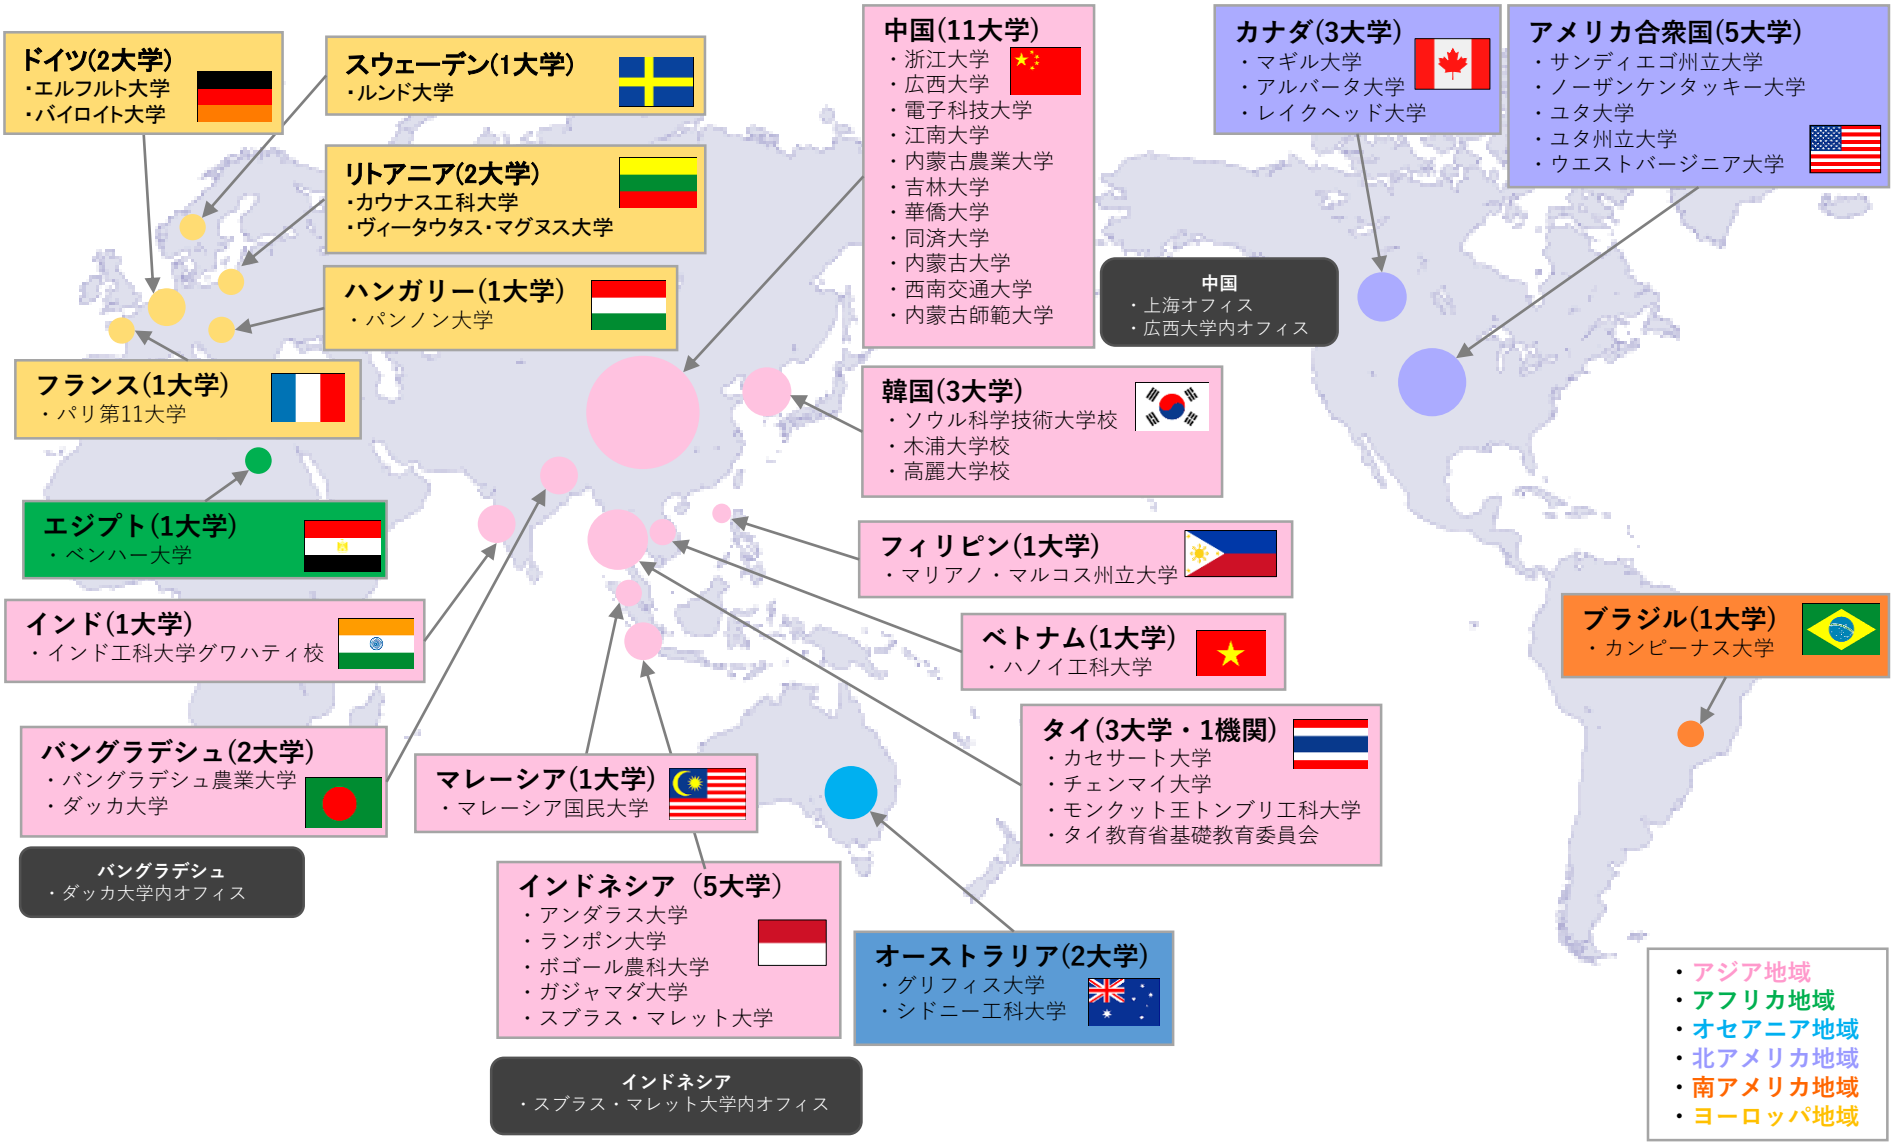 ドイツ(2大学)
・エルフルト大学
・バイロイト大学
スウェーデン(1大学)
・ルンド大学
リトアニア(2大学)
・カウナス工科大学
・ヴィータウタス・マグヌス大学
ハンガリー(1大学)
・パンノン大学
フランス(1大学)
・パリ第11大学
エジプト(1大学)
・ベンハー大学
インド(1大学)
・インド工科大学グワハティ校
バングラデシュ(2大学)
・バングラデシュ農業大学
・ダッカ大学
バングラデシュ
・ダッカ大学内オフィス
中国(11大学)
・浙江大学
・広西大学
・電子科技大学
・江南大学
・内蒙古農業大学
・吉林大学
・華僑大学
・同済大学
・内蒙古大学
・西南交通大学
・内蒙古師範大学
中国
・上海オフィス
・広西大学内オフィス
カナダ(3大学)
・マギル大学
・アルバータ大学
・レイクヘッド大学
アメリカ合衆国(5大学)
・サンディエゴ州立大学
・ノーザンケンタッキー大学
・ユタ大学
・ユタ州立大学
・ウエストバージニア大学
韓国(3大学)
・ソウル科学技術大学校
・木浦大学校
・高麗大学校
フィリピン(1大学)
・マリアノ・マルコス州立大学
ベトナム(1大学)
・ハノイ工科大学
タイ(3大学・1機関)
・カセサート大学
・チェンマイ大学
・モンクット王トンブリ工科大学
・タイ教育省基礎教育委員会
マレーシア(1大学)
・マレーシア国民大学
インドネシア (5大学)
・アンダラス大学
・ランポン大学
・ボゴール農科大学
・ガジャマダ大学
・スブラス・マレット大学
インドネシア
・スブラス・マレット大学内オフィス
オーストラリア(2大学)
・グリフィス大学
・シドニー工科大学
ブラジル(1大学)
・カンピーナス大学
・アジア地域
・アフリカ地域
・オセアニア地域
・北アメリカ地域
・南アメリカ地域
・ヨーロッパ地域